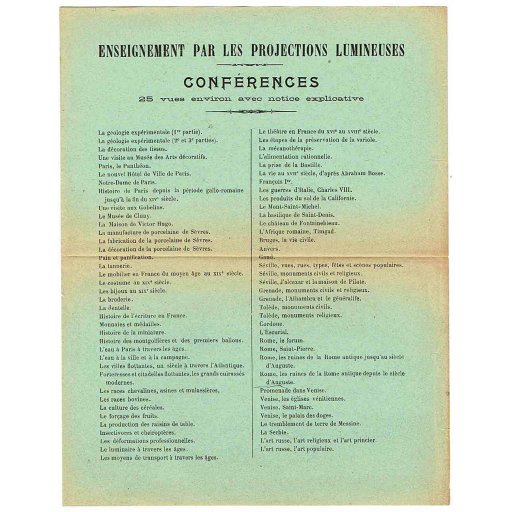 ENSEIGNEMENT PAR LES PROJECTIONS LUMINEUSES
CONFÉRENCES
25 vues environ avec notice explicative
La géologie expérimentale (1re partie).
La géologie expérimentale (2e et 3e parties).
La décoration des tissus.
Une visite au Musée des Arts décoratifs.
Paris, le Panthéon.
Le nouvel Hôtel de Ville de Paris.
Notre-Dame de Paris.
Histoire de Paris depuis la période gallo-romaine
jusqu'à la fin du XIVe siècle.
Une visite aux Gobelins.
Le Musée de Cluny.
La Maison de Victor Hugo.
La manufacture de porcelaine de Sèvres.
La fabrication de la porcelaine de Sèvres.
La décoration de la porcelaine de Sèvres.
Pain et panification.
La tannerie.
Le mobilier en France du moyen âge au XIXe siècle.
Le costume au XIXe siècle.
Les bijoux au XIXe siècle.
La broderie.
La dentelle.
Histoire de l'écriture en France.
Monnaies et médailles.
Histoire de la miniature.
Histoire des montgolfières et des premiers ballons.
L'eau à Paris à travers les âges.
L'eau à la ville et à la campagne.
Les villes flottantes, un siècle à travers l'Atlantique.
Forteresses et citadelles flottantes, les grands cuirassés
modernes.
Les races chevalines, asines et mulassières.
Les races bovines.
La culture des céréales.
Le forçage des fruits.
La production des raisins de table.
Insectivores et cheiroptères.
Les déformations professionnelles.
Le luminaire à travers les âges.
Les moyens de transport à travers les âges.
Le théâtre en France du XVIe au XVIIIe siècle.
Les étapes de la préservation de la variole.
La mécanothérapie.
L'alimentation rationnelle.
La prise de la Bastille.
La vie au XVIIe siècle, d'après Abraham Bosse.
François Ier.
Les guerres d'Italie, Charles VIII.
Les produits du sol de la Californie.
Le Mont-Saint-Michel.
La basilique de Saint-Denis.
Le château de Fontainebleau.
L'Afrique romaine, Timgad.
Bruges, la vie civile.
Anvers.
Gand.
Séville, vues, rues, types, fêtes et scènes populaires.
Séville, monuments civils et religieux.
Séville, l'alcazar et la maison de Pilate.
Grenade, monuments civils et religieux.
Grenade, l'Alhambra et le généralife.
Tolède, monuments civils.
Tolède, monuments religieux.
Cordoue.
L'Escurial.
Rome, le forum.
Rome, Saint-Pierre.
Rome, les ruines de la Rome antique jusqu'au siècle
d'Auguste.
Rome, les ruines de la Rome antique depuis le siècle
d'Auguste.
Promenade dans Venise.
Venise, les églises vénitiennes.
Venise, Saint-Marc.
Venise, le palais des doges.
Le tremblement de terre de Messine.
La Serbie.
L'art russe, l'art religieux et l'art princier.
L'art russe, l'art populaire.